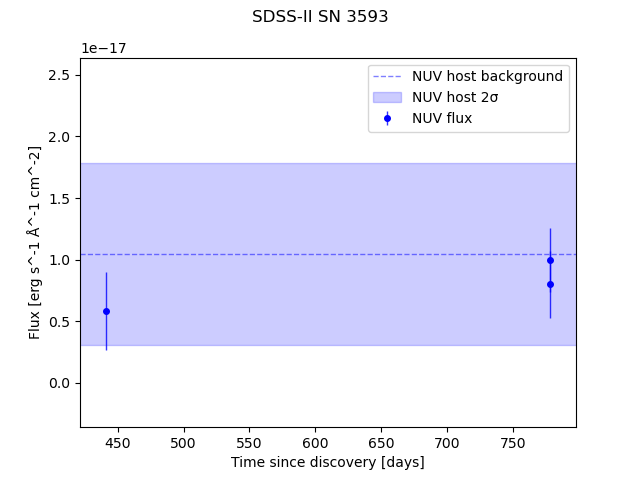 SDSS-II SN 3593
1e−17
NUV host background
NUV host 2σ
NUV flux
2.5
2.0
1.5
1.0
0.5
0.0
Flux [erg s^-1 Å^-1 cm^-2]
450 500 550 600 650 700 750
Time since discovery [days]